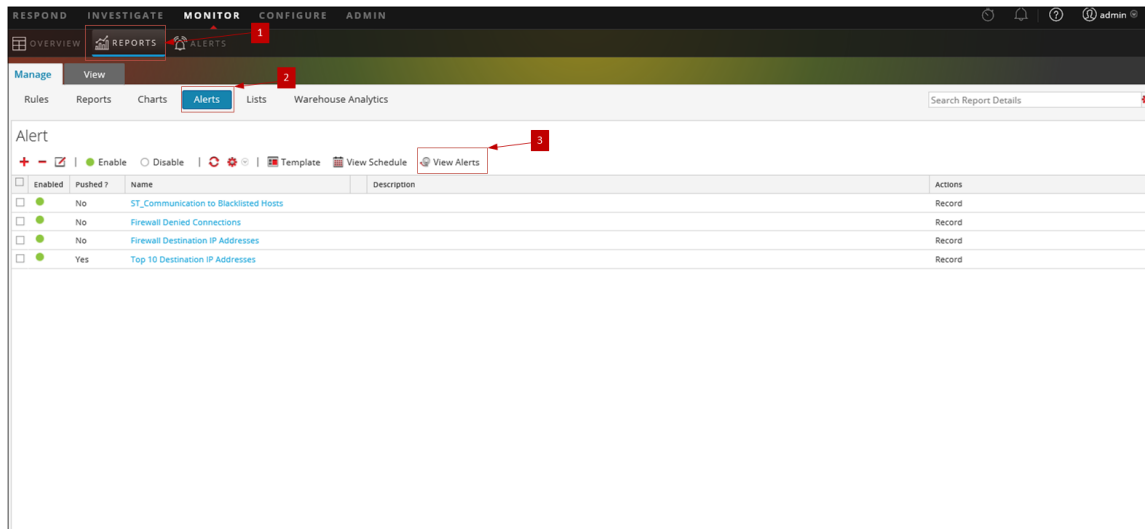 RESPOND INVESTIGATE MONITOR CONFIGURE ADMIN admin
1
OVERVIEW REPORTS ALERTS
Manage View
2
Rules Reports Charts Alerts Lists Warehouse Analytics Search Report Details
Alert
3
Enable Disable Template View Schedule View Alerts
Enabled Pushed ? Name Description Actions
No ST_Communication to Blacklisted Hosts Record
No Firewall Denied Connections Record
No Firewall Destination IP Addresses Record
Yes Top 10 Destination IP Addresses Record